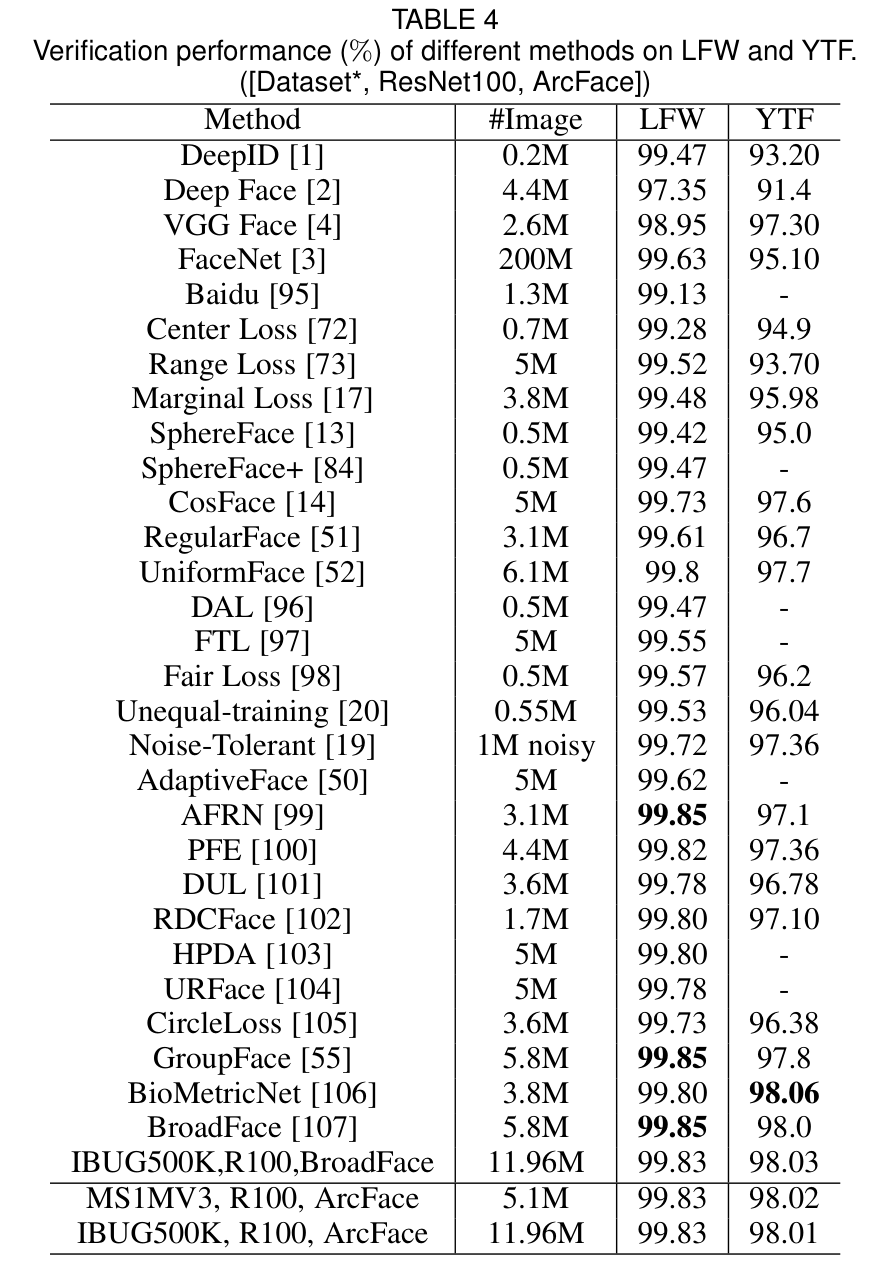 TABLE 4
Verification performance (%) of different methods on LFW and YTF.
([Dataset*, ResNet100, ArcFace])
Method #Image LFW YTF
DeepID [1] 0.2M 99.47 93.20
Deep Face [2] 4.4M 97.35 91.4
VGG Face [4] 2.6M 98.95 97.30
FaceNet [3] 200M 99.63 95.10
Baidu [95] 1.3M 99.13 -
Center Loss [72] 0.7M 99.28 94.9
Range Loss [73] 5M 99.52 93.70
Marginal Loss [17] 3.8M 99.48 95.98
SphereFace [13] 0.5M 99.42 95.0
SphereFace+ [84] 0.5M 99.47 -
CosFace [14] 5M 99.73 97.6
RegularFace [51] 3.1M 99.61 96.7
UniformFace [52] 6.1M 99.8 97.7
DAL [96] 0.5M 99.47 -
FTL [97] 5M 99.55 -
Fair Loss [98] 0.5M 99.57 96.2
Unequal-training [20] 0.55M 99.53 96.04
Noise-Tolerant [19] 1M noisy 99.72 97.36
AdaptiveFace [50] 5M 99.62 -
AFRN [99] 3.1M 99.85 97.1
PFE [100] 4.4M 99.82 97.36
DUL [101] 3.6M 99.78 96.78
RDCFace [102] 1.7M 99.80 97.10
HPDA [103] 5M 99.80 -
URFace [104] 5M 99.78 -
CircleLoss [105] 3.6M 99.73 96.38
GroupFace [55] 5.8M 99.85 97.8
BioMetricNet [106] 3.8M 99.80 98.06
BroadFace [107] 5.8M 99.85 98.0
IBUG500K,R100,BroadFace 11.96M 99.83 98.03
MS1MV3, R100, ArcFace 5.1M 99.83 98.02
IBUG500K, R100, ArcFace 11.96M 99.83 98.01